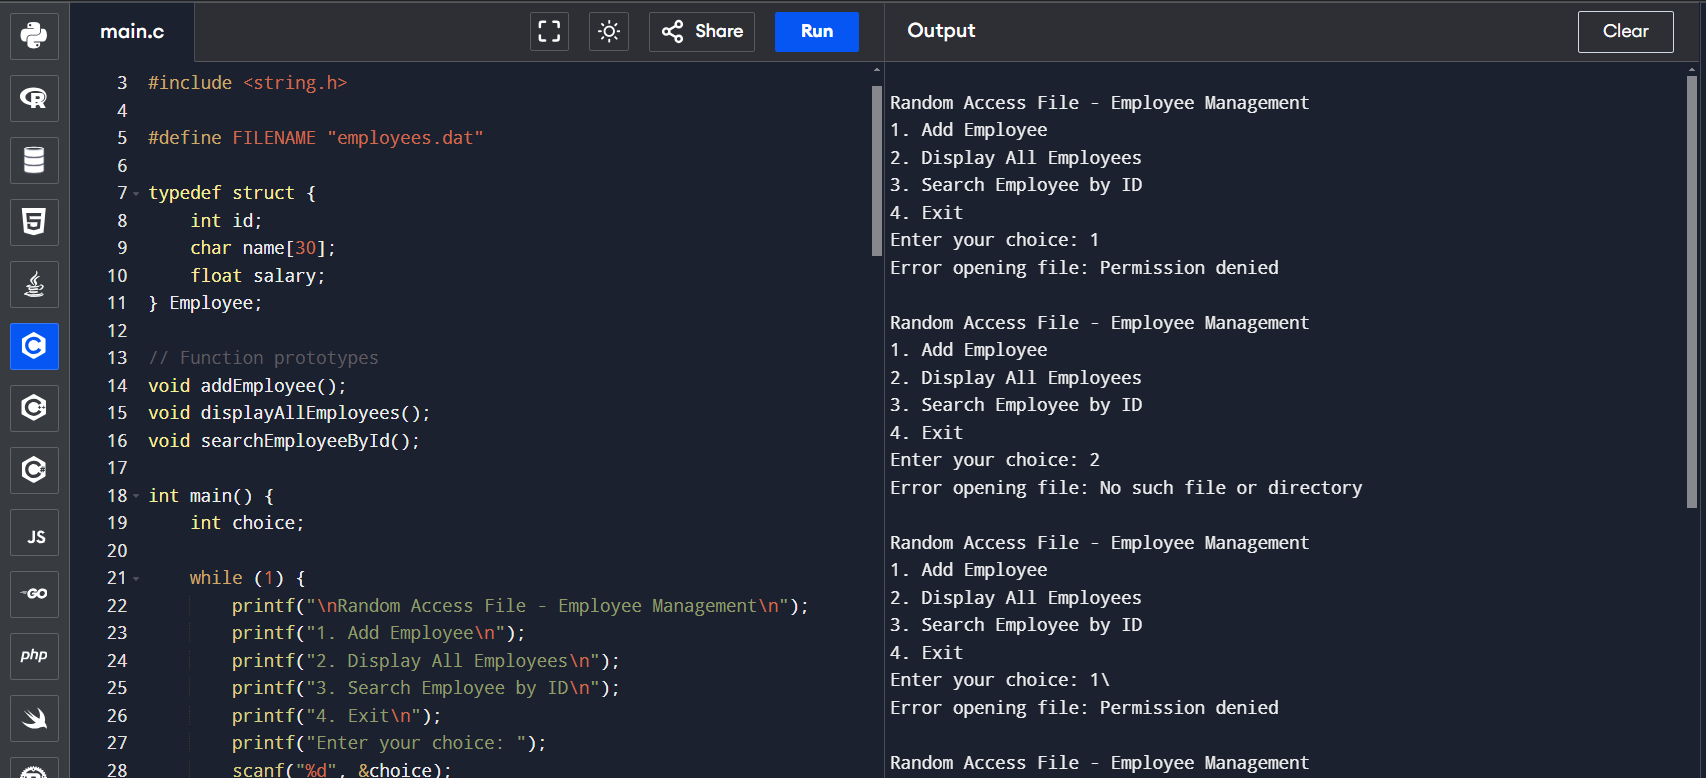 main.c
Share
Run
Output
Clear
3 #include <string.h>
4
5 #define FILENAME "employees.dat"
6
7 typedef struct {
8 int id;
9 char name[30];
10 float salary;
11 } Employee;
12
13 // Function prototypes
14 void addEmployee();
15 void displayAllEmployees();
16 void searchEmployeeById();
17
18 int main() {
19 int choice;
20
21 while (1) {
22 printf("\nRandom Access File - Employee Management\n");
23 printf("1. Add Employee\n");
24 printf("2. Display All Employees\n");
25 printf("3. Search Employee by ID\n");
26 printf("4. Exit\n");
27 printf("Enter your choice: ");
28 scanf("%d", &choice);
Random Access File - Employee Management
1. Add Employee
2. Display All Employees
3. Search Employee by ID
4. Exit
Enter your choice: 1
Error opening file: Permission denied
Random Access File - Employee Management
1. Add Employee
2. Display All Employees
3. Search Employee by ID
4. Exit
Enter your choice: 2
Error opening file: No such file or directory
Random Access File - Employee Management
1. Add Employee
2. Display All Employees
3. Search Employee by ID
4. Exit
Enter your choice: 1\
Error opening file: Permission denied
Random Access File - Employee Management
R
5
C
C
C
JS
GO
php